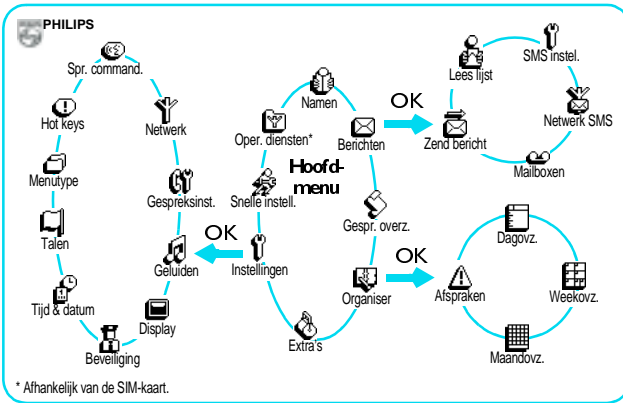 PHILIPS
Spr. command.
Hot keys
Netwerk
Menutype
Gespreksinst.
Talen
Geluiden
Tijd & datum
Display
Beveiliging
OK
Namen
Oper. diensten*
Berichten
Hoofd-
menu
Snelle instell.
Gespr. overz.
Instellingen
Organiser
Extra's
OK
Lees lijst
SMS instel.
Zend bericht
Netwerk SMS
Mailboxen
OK
Dagovz.
Afspraken
Weekovz.
Maandovz.
* Afhankelijk van de SIM-kaart.